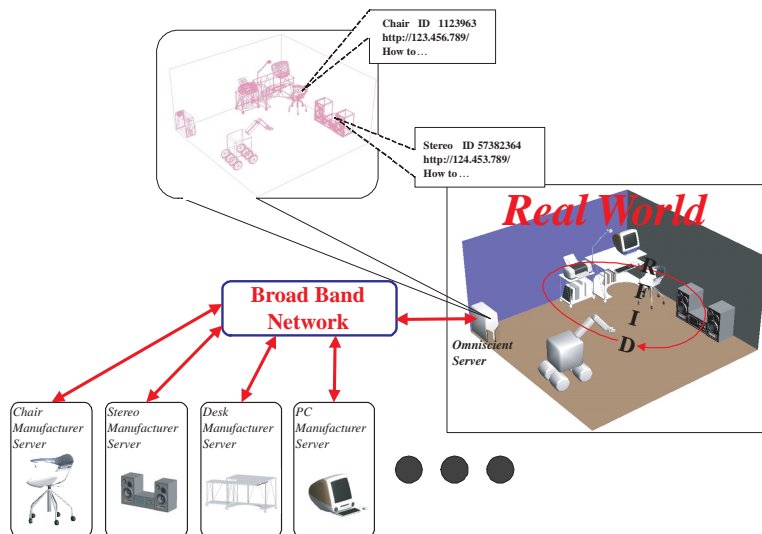 Chair ID 1123963
http://123.456.789/
How to…
Stereo ID 57382364
http://124.453.789/
How to…
Real World
R
F
I
D
Broad Band
Network
Omniscient
Server
Chair
Manufacturer
Server
Stereo
Manufacturer
Server
Desk
Manufacturer
Server
PC
Manufacturer
Server